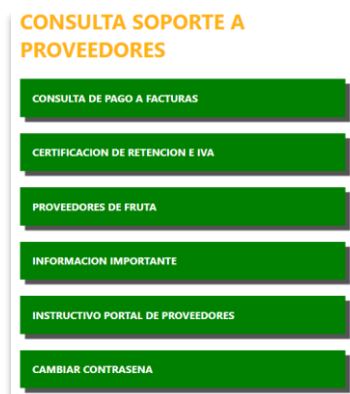 CONSULTA SOPORTE A
PROVEEDORES
CONSULTA DE PAGO A FACTURAS
CERTIFICACION DE RETENCION E IVA
PROVEEDORES DE FRUTA
INFORMACION IMPORTANTE
INSTRUCTIVO PORTAL DE PROVEEDORES
CAMBIAR CONTRASENA